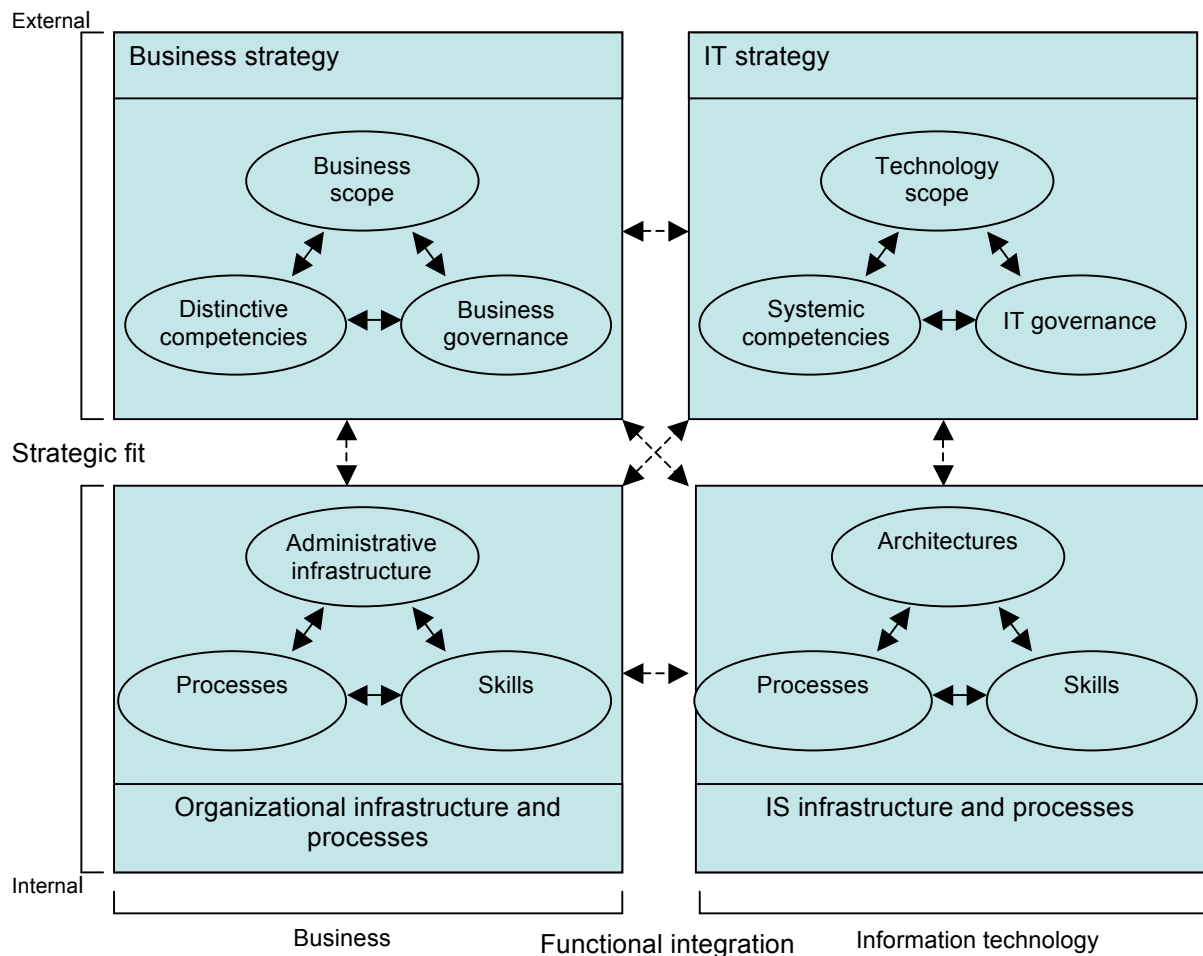 External
Business strategy
IT strategy
Business
scope
Technology
scope
Distinctive
competencies
Business
governance
Systemic
competencies
IT governance
Strategic fit
Administrative
infrastructure
Architectures
Processes
Skills
Processes
Skills
Organizational infrastructure and
processes
IS infrastructure and processes
Internal
Business
Functional integration
Information technology